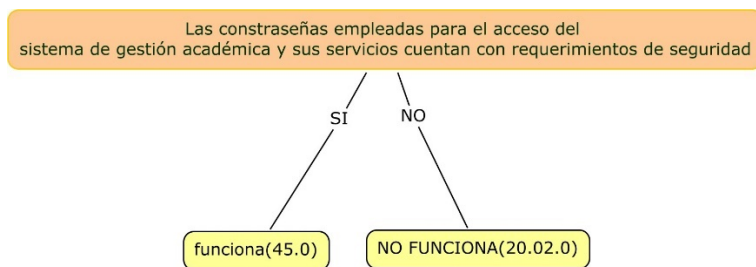 Las constraseñas empleadas para el acceso del
sistema de gestión académica y sus servicios cuentan con requerimientos de seguridad
SI
NO
funciona(45.0)
NO FUNCIONA(20.02.0)